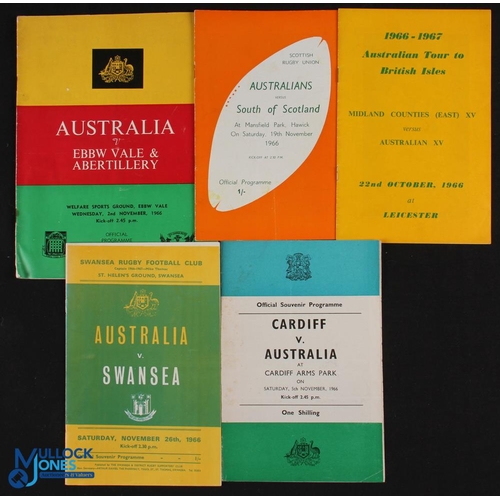 AUSTRALIA
v
EBBW VALE &
ABERTILLERY
WELFARE SPORTS GROUND, EBBW VALE
WEDNESDAY, 2nd NOVEMBER, 1966
Kick-off 2.45 p.m.
OFFICIAL
PROGRAMME
SCOTTISH
RUGBY UNION
AUSTRALIANS
versus
South of Scotland
At Mansfield Park, Hawick
On Saturday, 19th November
1966
Official Programme
1/-
1966 - 1967
Australian Tour to
British Isles
MIDLAND COUNTIES (EAST) XV
versus
AUSTRALIAN XV
22nd OCTOBER, 1966
at
LEICESTER
SWANSEA RUGBY FOOTBALL CLUB
ST. HELEN'S GROUND, SWANSEA
AUSTRALIA
v.
SWANSEA
SATURDAY, NOVEMBER 26th, 1966
Kick-off 2.30 p.m.
Official Souvenir Programme
CARDIFF
v.
AUSTRALIA
AT
CARDIFF ARMS PARK
ON
SATURDAY, 5th NOVEMBER, 1966
Kick off 2.45 p.m.
One Shilling
MULLOCK
JONES